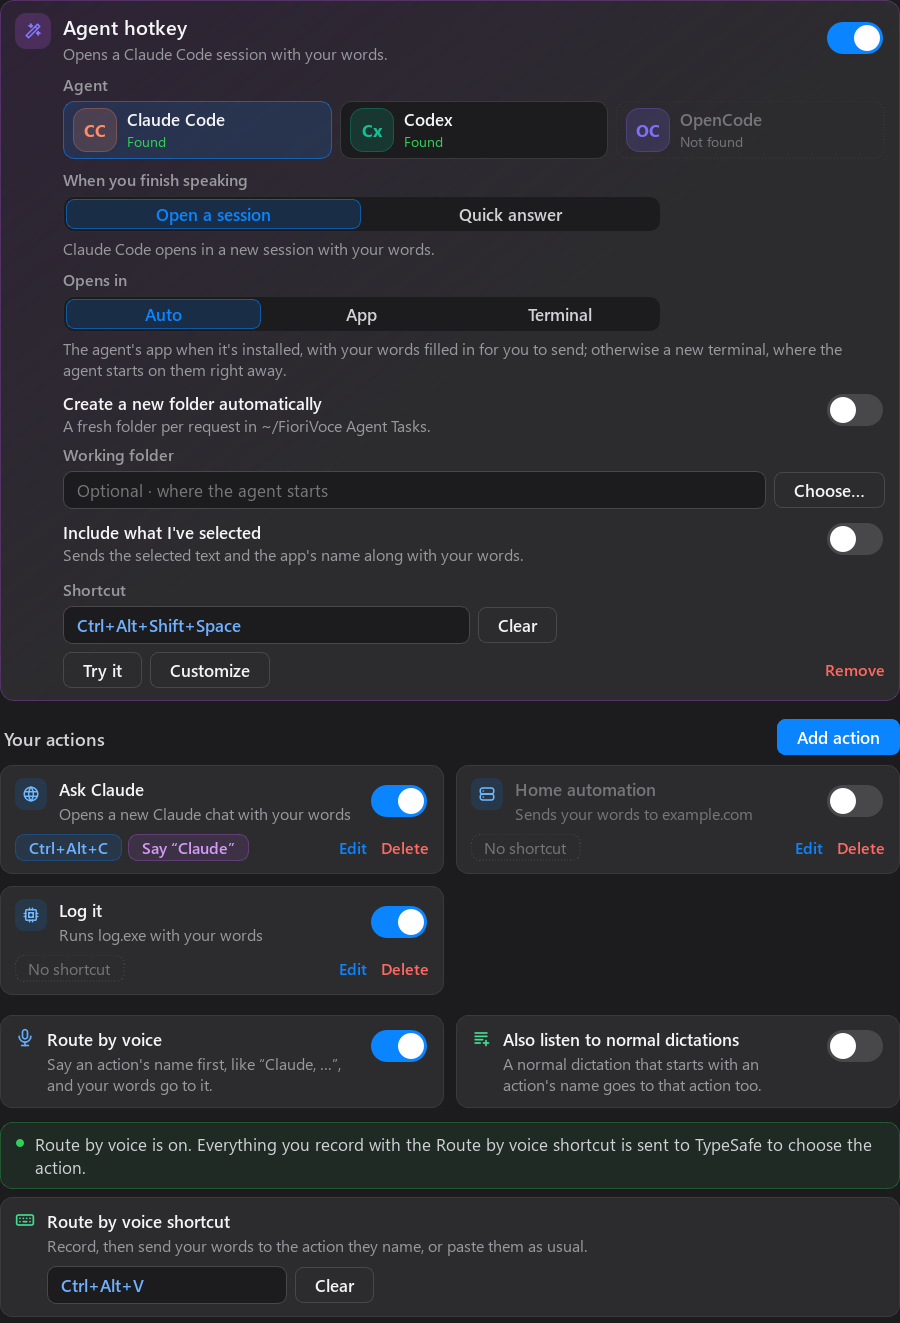 Agent hotkey
Opens a Claude Code session with your words.
Agent
CC
Claude Code
Found
Cx
Codex
Found
OC
OpenCode
Not found
When you finish speaking
Open a session
Quick answer
Claude Code opens in a new session with your words.
Opens in
Auto
App
Terminal
The agent's app when it's installed, with your words filled in for you to send; otherwise a new terminal, where the
agent starts on them right away.
Create a new folder automatically
A fresh folder per request in ~/FioriVoce Agent Tasks.
Working folder
Optional · where the agent starts
Choose...
Include what I've selected
Sends the selected text and the app's name along with your words.
Shortcut
Ctrl+Alt+Shift+Space
Clear
Try it
Customize
Remove
Your actions
Add action
Ask Claude
Opens a new Claude chat with your words
Ctrl+Alt+C
Say “Claude”
Edit
Delete
Home automation
Sends your words to example.com
No shortcut
Edit
Delete
Log it
Runs log.exe with your words
No shortcut
Edit
Delete
Route by voice
Say an action's name first, like “Claude, ...”,
and your words go to it.
Also listen to normal dictations
A normal dictation that starts with an
action's name goes to that action too.
Route by voice is on. Everything you record with the Route by voice shortcut is sent to TypeSafe to choose the
action.
Route by voice shortcut
Record, then send your words to the action they name, or paste them as usual.
Ctrl+Alt+V
Clear